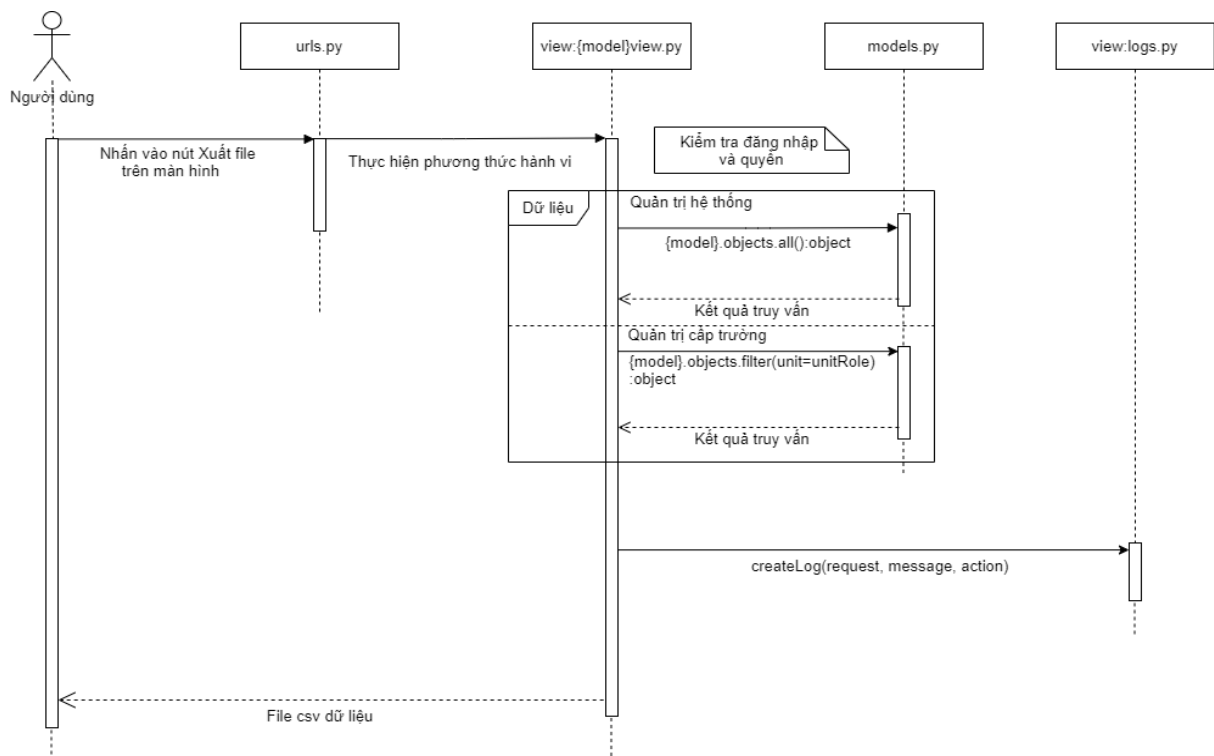 urls.py
view:{model}view.py
models.py
view:logs.py
Người dùng
Nhấn vào nút Xuất file
trên màn hình
Thực hiện phương thức hành vi
Kiểm tra đăng nhập
và quyền
Dữ liệu
Quản trị hệ thống
{model}.objects.all():object
Kết quả truy vấn
Quản trị cấp trường
{model}.objects.filter(unit=unitRole)
:object
Kết quả truy vấn
createLog(request, message, action)
File csv dữ liệu